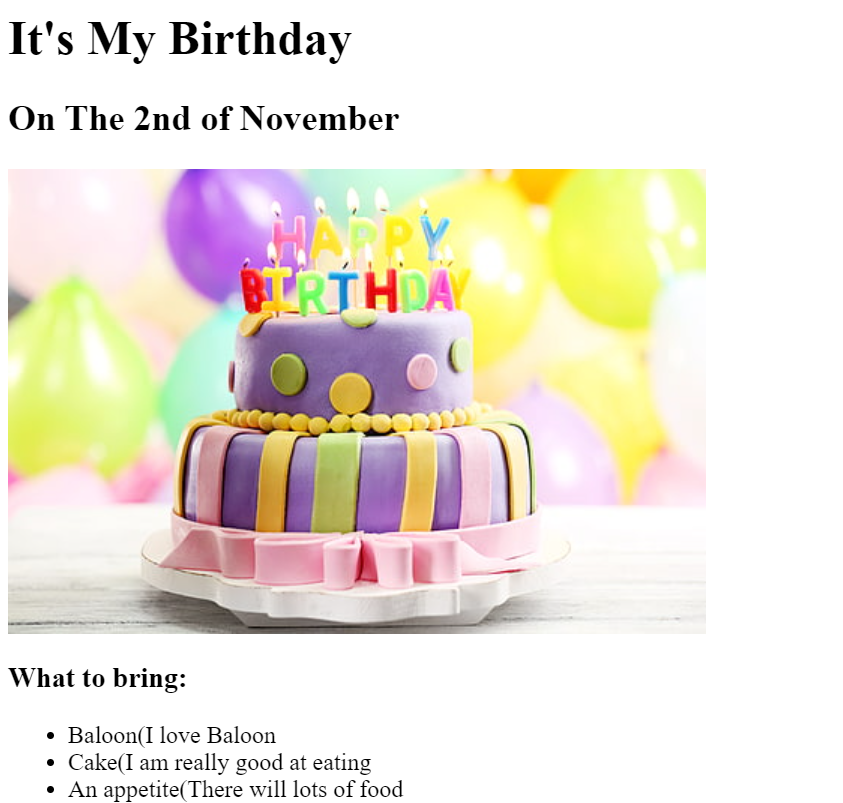 It's My Birthday
On The 2nd of November
HAPPY
BIRTHDAY
What to bring:
Baloon(I love Baloon
Cake(I am really good at eating
An appetite(There will lots of food